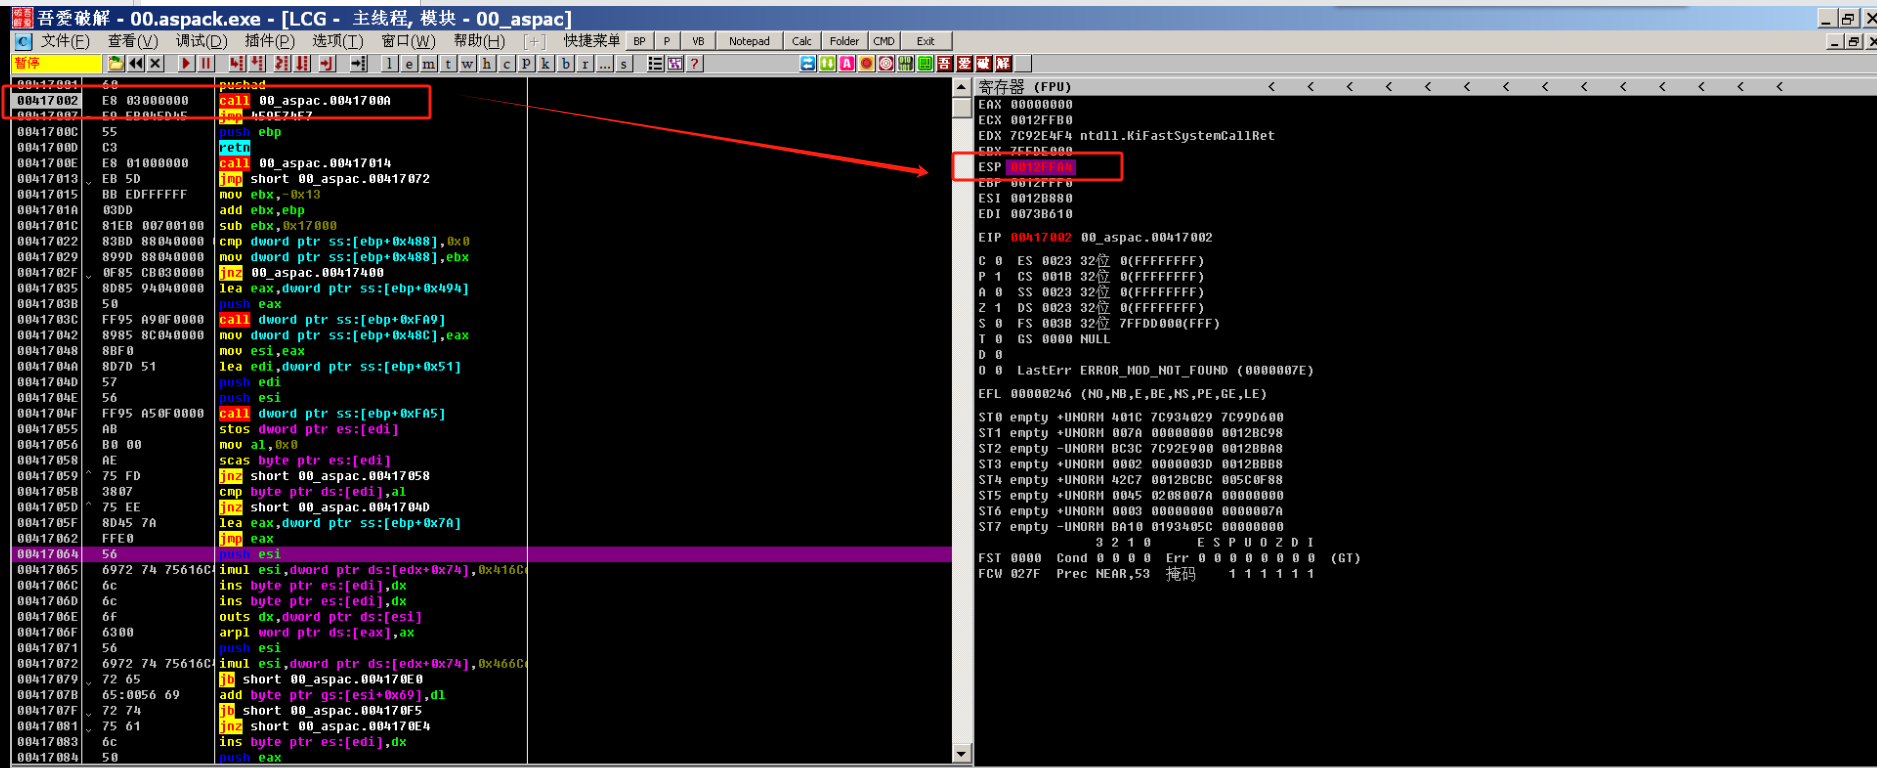 吾愛破解 - 00.aspack.exe - [LCG - 主线程, 模块 - 00_aspac]
C 文件(F) 查看(V) 调试(D) 插件(P) 选项(T) 窗口(W) 帮助(H) [+] 快捷菜单 BP P VB Notepad Calc Folder CMD Exit
暂停 l e m t w h c p k b r ... s ? 吾 爱 破 解
00417001 60 pushad
00417002 E8 03000000 call 00_aspac.0041700A
00417007 - E9 EB045D45 jmp 459E74F7
0041700C 55 push ebp
0041700D C3 retn
0041700E E8 01000000 call 00_aspac.00417014
00417013 EB 5D jmp short 00_aspac.00417072
00417015 BB EDFFFFFF mov ebx,-0x13
0041701A 03DD add ebx,ebp
0041701C 81EB 00700100 sub ebx,0x17000
00417022 83BD 88040000 0 cmp dword ptr ss:[ebp+0x488],0x0
00417029 899D 88040000 mov dword ptr ss:[ebp+0x488],ebx
0041702F 0F85 CB030000 jnz 00_aspac.00417400
00417035 8D85 94040000 lea eax,dword ptr ss:[ebp+0x494]
0041703B 50 push eax
0041703C FF95 A90F0000 call dword ptr ss:[ebp+0xFA9]
00417042 8985 8C040000 mov dword ptr ss:[ebp+0x48C],eax
00417048 8BF0 mov esi,eax
0041704A 8D7D 51 lea edi,dword ptr ss:[ebp+0x51]
0041704D 57 push edi
0041704E 56 push esi
0041704F FF95 A50F0000 call dword ptr ss:[ebp+0xFA5]
00417055 AB stos dword ptr es:[edi]
00417056 B0 00 mov al,0x0
00417058 AE scas byte ptr es:[edi]
00417059 ^ 75 FD jnz short 00_aspac.00417058
0041705B 3807 cmp byte ptr ds:[edi],al
0041705D ^ 75 EE jnz short 00_aspac.0041704D
0041705F 8D45 7A lea eax,dword ptr ss:[ebp+0x7A]
00417062 FFE0 jmp eax
00417064 56 push esi
00417065 6972 74 75616C imul esi,dword ptr ds:[edx+0x74],0x416C
0041706C 6c ins byte ptr es:[edi],dx
0041706D 6c ins byte ptr es:[edi],dx
0041706E 6f outs dx,dword ptr ds:[esi]
0041706F 6300 arpl word ptr ds:[eax],ax
00417071 56 push esi
00417072 6972 74 75616C imul esi,dword ptr ds:[edx+0x74],0x466C
00417079 72 65 jb short 00_aspac.004170E0
0041707B 65:0056 69 add byte ptr gs:[esi+0x69],dl
0041707F 72 74 jb short 00_aspac.004170F5
00417081 75 61 jnz short 00_aspac.004170E4
00417083 6c ins byte ptr es:[edi],dx
00417084 50 push eax
寄存器 (FPU) < < < < < < < < < < < < < <
EAX 00000000
ECX 0012FFB0
EDX 7C92E4F4 ntdll.KiFastSystemCallRet
EBX 7FFDE000
ESP 0012FFA4
EBP 0012FFF0
ESI 0012B880
EDI 0073B610
EIP 00417002 00_aspac.00417002
C 0 ES 0023 32位 0(FFFFFFFF)
P 1 CS 001B 32位 0(FFFFFFFF)
A 0 SS 0023 32位 0(FFFFFFFF)
Z 1 DS 0023 32位 0(FFFFFFFF)
S 0 FS 003B 32位 7FFDD000(FFF)
T 0 GS 0000 NULL
D 0
O 0 LastErr ERROR_MOD_NOT_FOUND (0000007E)
EFL 00000246 (NO,NB,E,BE,NS,PE,GE,LE)
ST0 empty +UNORM 401C 7C934029 7C99D600
ST1 empty +UNORM 007A 00000000 0012BC98
ST2 empty -UNORM BC3C 7C92E900 0012BBA8
ST3 empty +UNORM 0002 0000003D 0012BBB8
ST4 empty +UNORM 42C7 0012BCBC 005C0F88
ST5 empty +UNORM 0045 0208007A 00000000
ST6 empty +UNORM 0003 00000000 0000007A
ST7 empty -UNORM BA10 0193405C 00000000
3 2 1 0 E S P U O Z D I
FST 0000 Cond 0 0 0 0 Err 0 0 0 0 0 0 0 0 (GT)
FCW 027F Prec NEAR,53 掩码 1 1 1 1 1 1